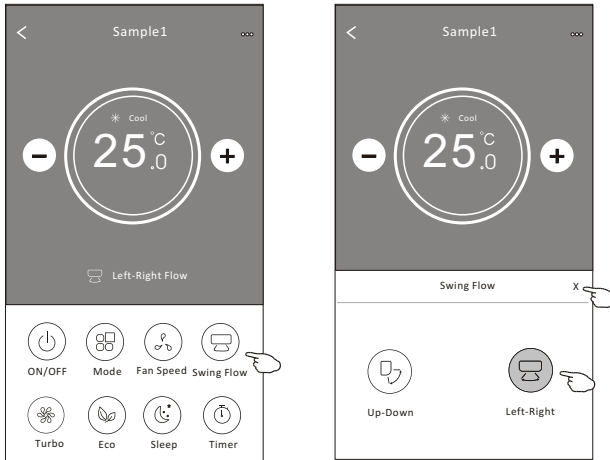 Sample1
Cool
25.0 °C
Left-Right Flow
ON/OFF Mode Fan Speed Swing Flow
Turbo Eco Sleep Timer
Sample1
Cool
25.0 °C
Swing Flow X
Up-Down Left-Right